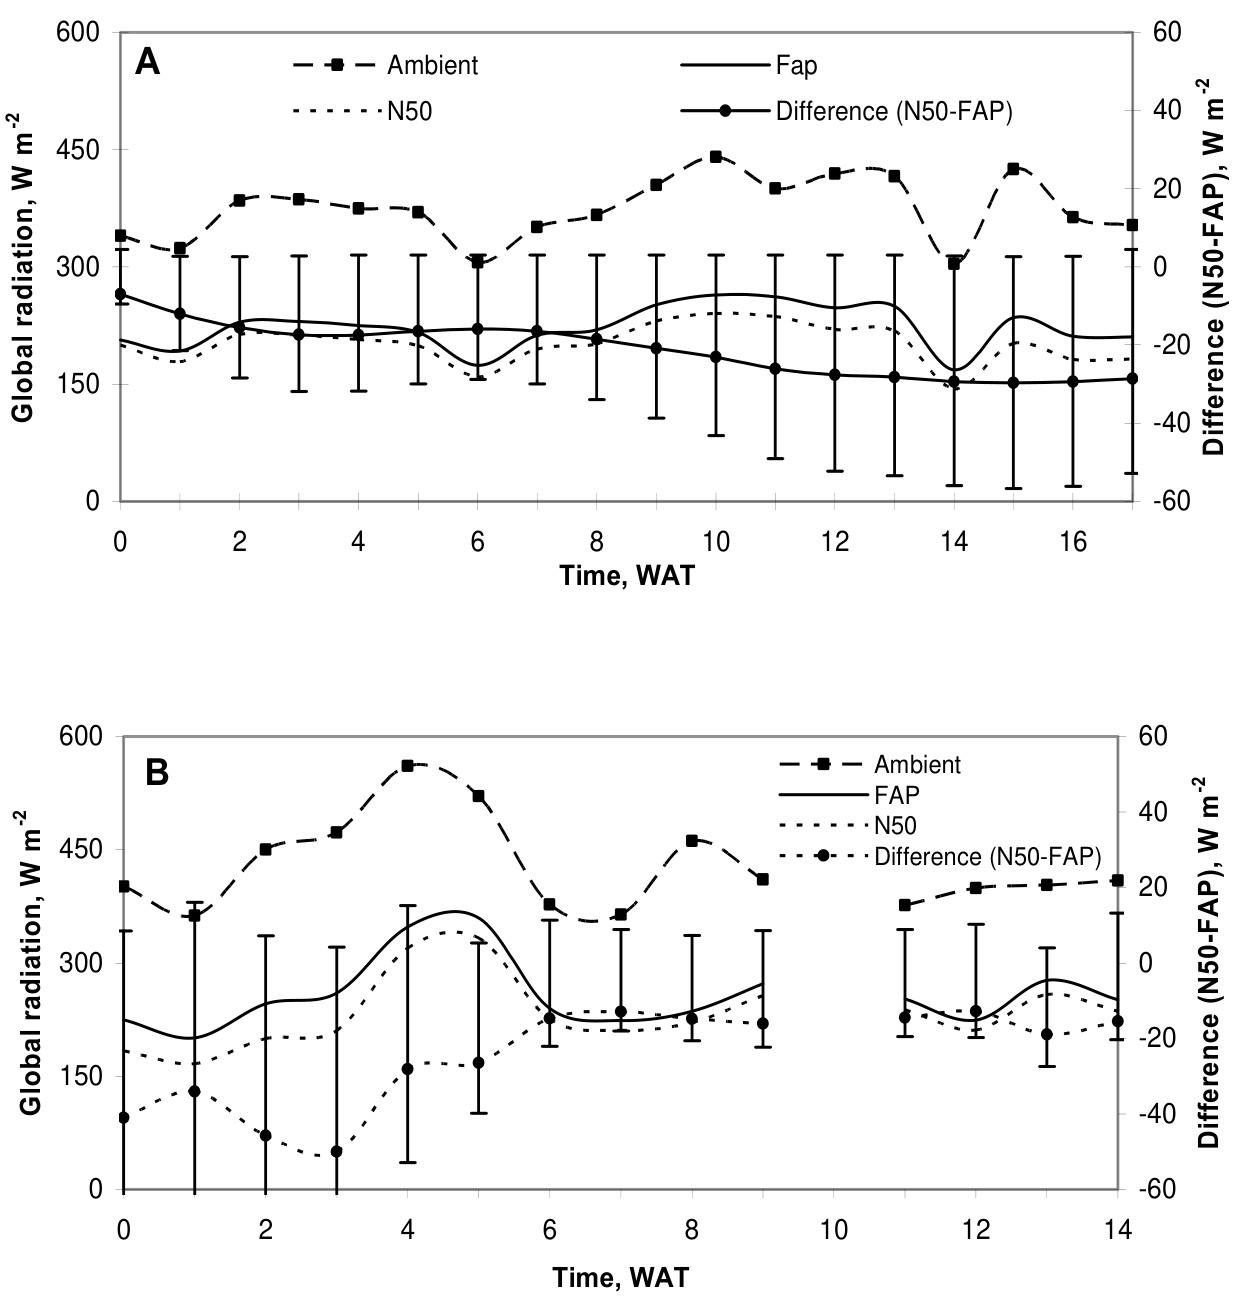 A
Ambient
Fap
N50
Difference (N50-FAP)
600
450
300
150
0
Global radiation, W m-2
60
40
20
0
-20
-40
-60
Difference (N50-FAP), W m-2
0 2 4 6 8 10 12 14 16
Time, WAT
B
Ambient
FAP
N50
Difference (N50-FAP)
600
450
300
150
0
Global radiation, W m-2
60
40
20
0
-20
-40
-60
Difference (N50-FAP), W m-2
0 2 4 6 8 10 12 14
Time, WAT